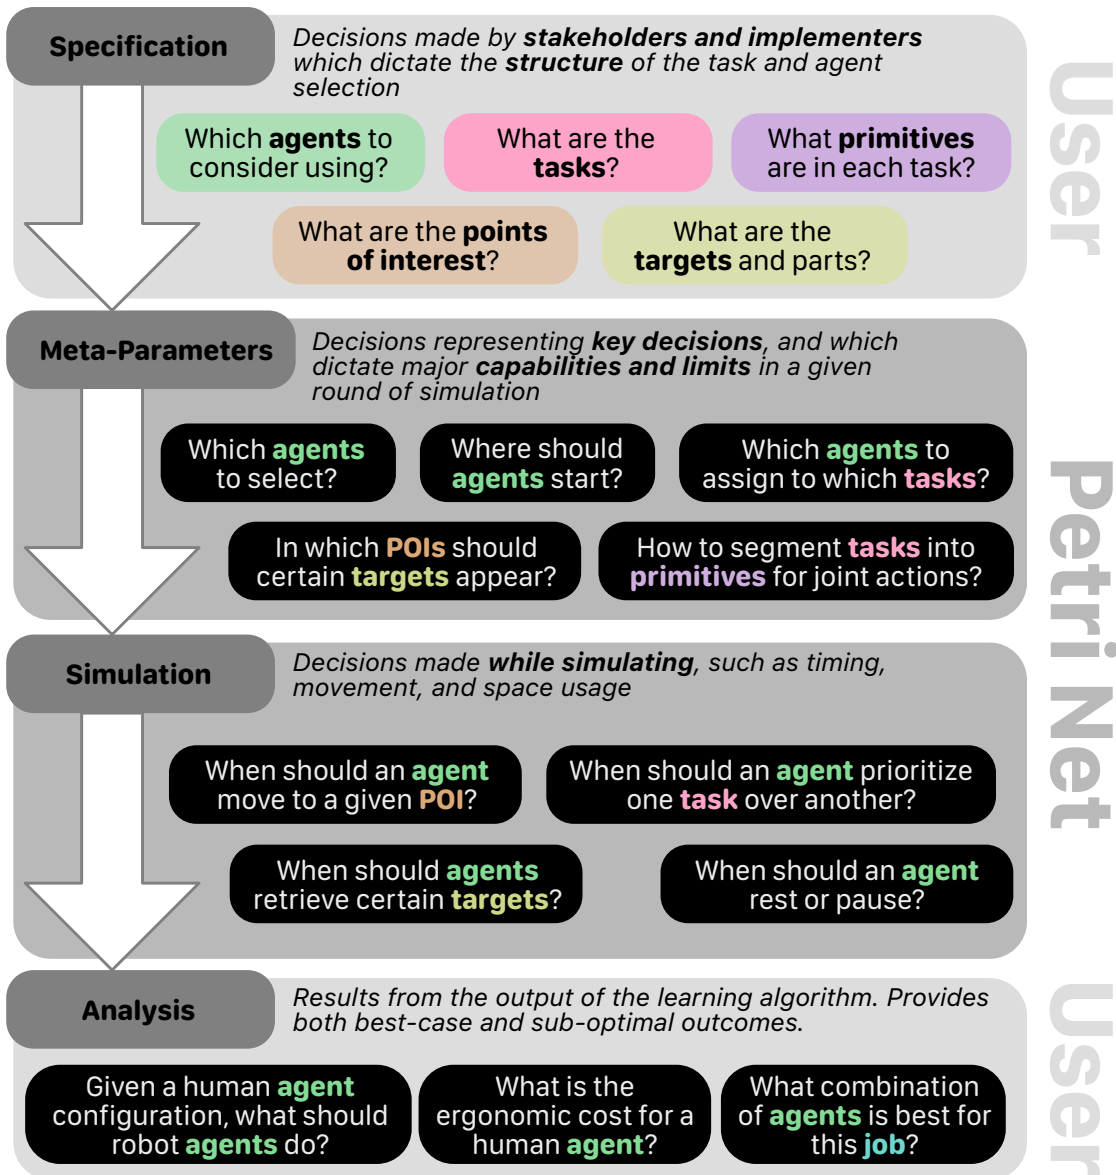 Specification
Decisions made by stakeholders and implementers
which dictate the structure of the task and agent
selection
Which agents to
consider using?
What are the
tasks?
What primitives
are in each task?
What are the points
of interest?
What are the
targets and parts?
User
Meta-Parameters
Decisions representing key decisions, and which
dictate major capabilities and limits in a given
round of simulation
Which agents
to select?
Where should
agents start?
Which agents to
assign to which tasks?
In which POIs should
certain targets appear?
How to segment tasks into
primitives for joint actions?
Petri Net
Simulation
Decisions made while simulating, such as timing,
movement, and space usage
When should an agent
move to a given POI?
When should an agent prioritize
one task over another?
When should agents
retrieve certain targets?
When should an agent
rest or pause?
Analysis
Results from the output of the learning algorithm. Provides
both best-case and sub-optimal outcomes.
Given a human agent
configuration, what should
robot agents do?
What is the
ergonomic cost for a
human agent?
What combination
of agents is best for
this job?
User